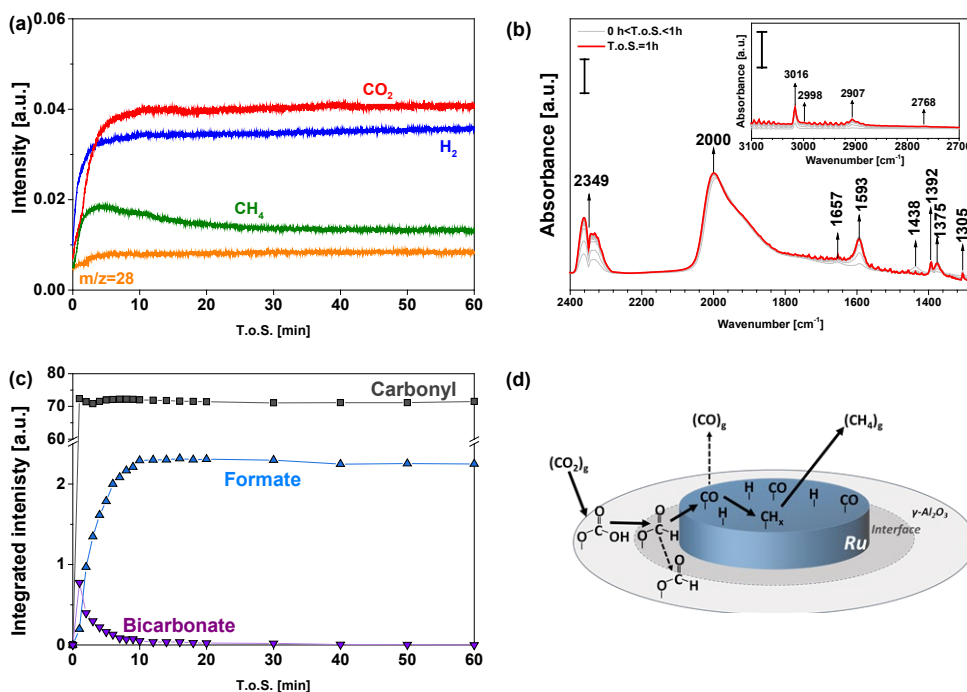 (a)
0.06
0.04
0.02
0.00
Intensity [a.u.]
CO2
H2
CH4
m/z=28
0 10 20 30 40 50 60
T.o.S. [min]
(b)
0 h<T.o.S.<1h
T.o.S.=1h
Absorbance [a.u.]
2349
2000
1657
1593
1438
1392
1375
1305
2400 2200 2000 1800 1600 1400
Wavenumber [cm-1]
Absorbance [a.u.]
3016
2998
2907
2768
3100 3000 2900 2800 2700
Wavenumber [cm-1]
(c)
80
70
60
2
1
0
Integrated intenisty [a.u.]
Carbonyl
Formate
Bicarbonate
0 10 20 30 40 50 60
T.o.S. [min]
(d)
(CO)g
(CH4)g
(CO2)g
H CO H CO
CO H CHx
γ-Al2O3
Interface
Ru
O
O C OH
O
O C H
O
O C H